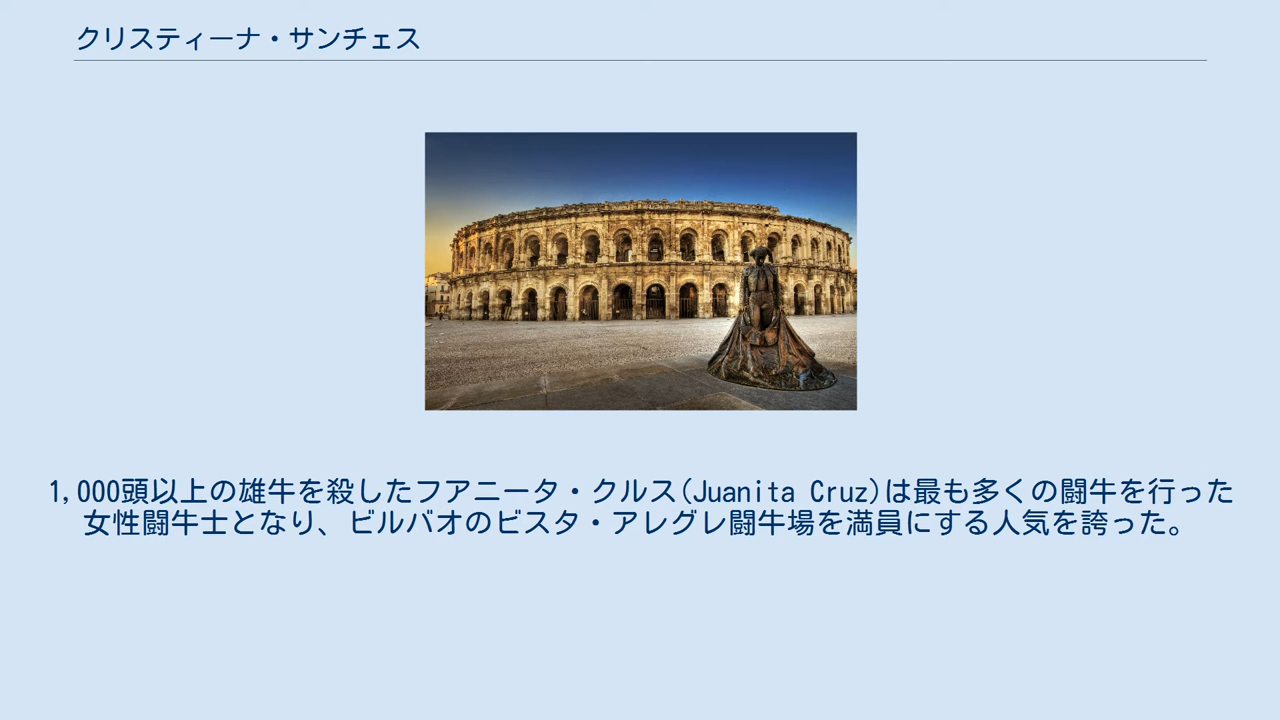 クリスティーナ・サンチェス
1,000頭以上の雄牛を殺したフアニータ・クルス(Juanita Cruz)は最も多くの闘牛を行った
女性闘牛士となり、ビルバオのビスタ・アレグレ闘牛場を満員にする人気を誇った。